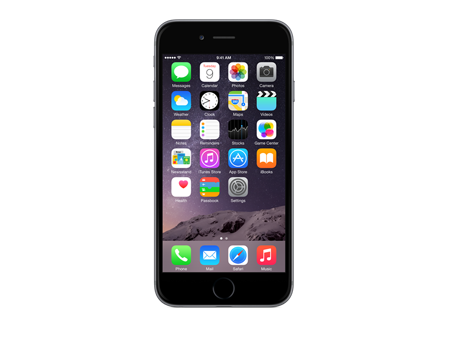 9:41 AM 100%
Tuesday
9
Messages Calendar Photos Camera
Weather Clock Maps Videos
Notes Reminders Stocks Game Center
Newsstand iTunes Store App Store iBooks
Health Passbook Settings
Phone Mail Safari Music